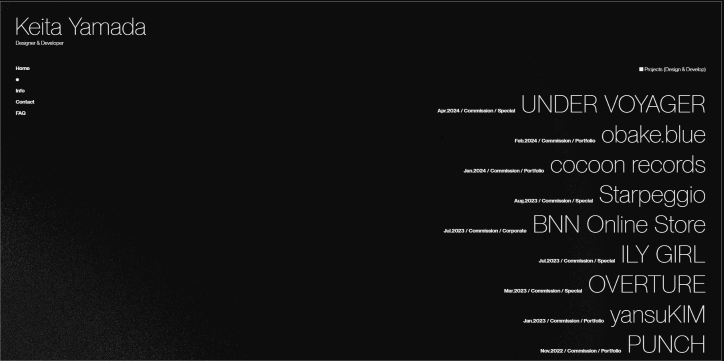 Keita Yamada
Designer & Developer
Home
Info
Contact
FAQ
Projects (Design & Develop)
Apr.2024 / Commission / Special UNDER VOYAGER
Feb.2024 / Commission / Portfolio obake.blue
Jan.2024 / Commission / Portfolio cocoon records
Aug.2023 / Commission / Special Starpeggio
Jul.2023 / Commission / Corporate BNN Online Store
Jul.2023 / Commission / Special ILY GIRL
Mar.2023 / Commission / Special OVERTURE
Jan.2023 / Commission / Portfolio yansuKIM
Nov.2022 / Commission / Portfolio PUNCH